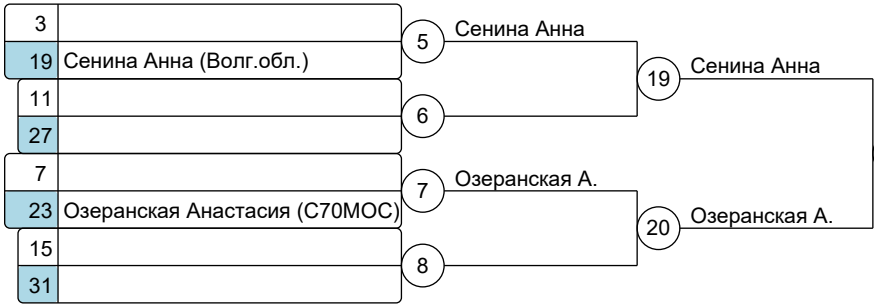 3
5
Сенина Анна
19 Сенина Анна (Волг.обл.)
19
Сенина Анна
11
6
27
7
7
Озеранская А.
23 Озеранская Анастасия (С70МОС)
20
Озеранская А.
15
8
31